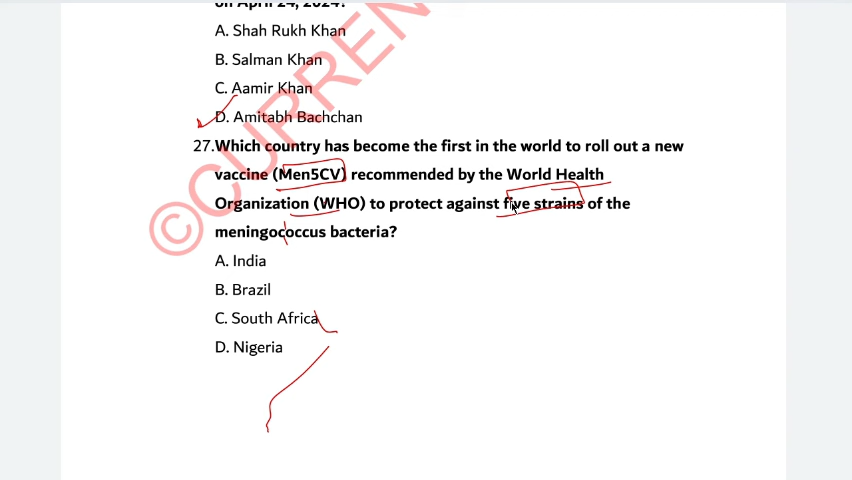 on April 24, 2024?
A. Shah Rukh Khan
B. Salman Khan
C. Aamir Khan
D. Amitabh Bachchan
27.Which country has become the first in the world to roll out a new
vaccine (Men5CV) recommended by the World Health
Organization (WHO) to protect against five strains of the
meningococcus bacteria?
A. India
B. Brazil
C. South Africa
D. Nigeria
©CURREN